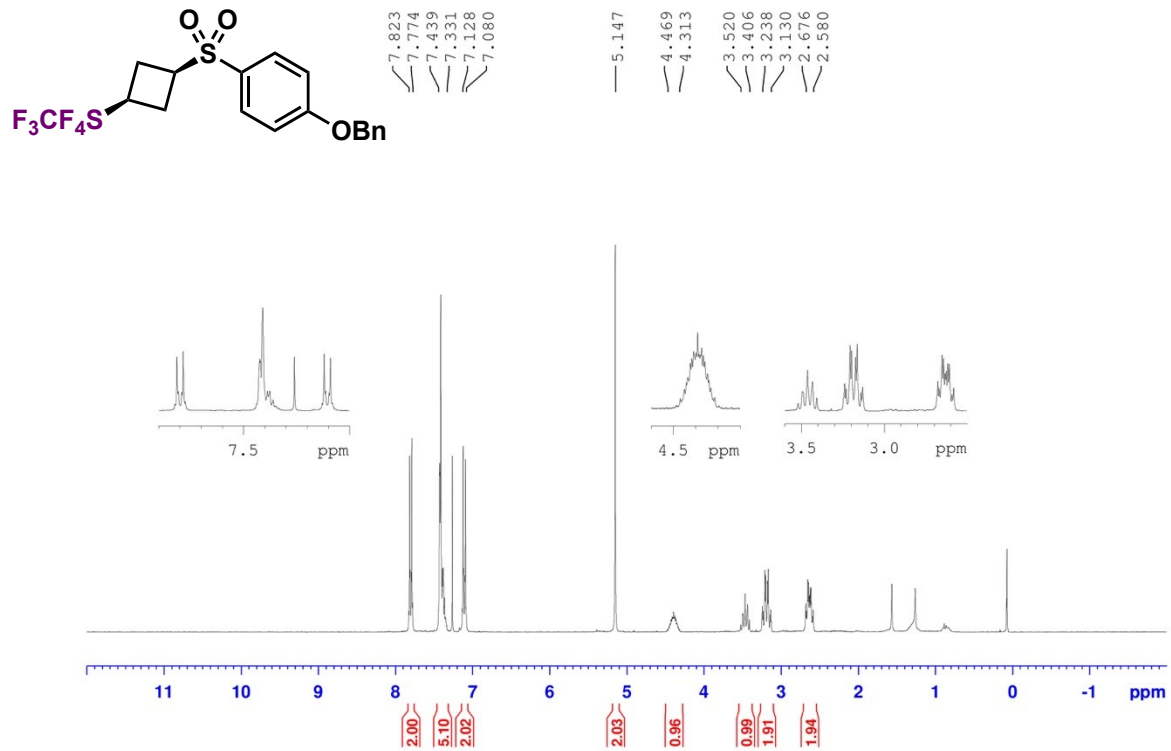 O O
S
F₃CF₄S
OBn
7.823
7.774
7.439
7.331
7.128
7.080
5.147
4.469
4.313
3.520
3.406
3.238
3.130
2.676
2.580
7.5 ppm
4.5 ppm
3.5 3.0 ppm
11 10 9 8 7 6 5 4 3 2 1 0 -1 ppm
2.00
5.10
2.02
2.03
0.96
0.99
1.91
1.94